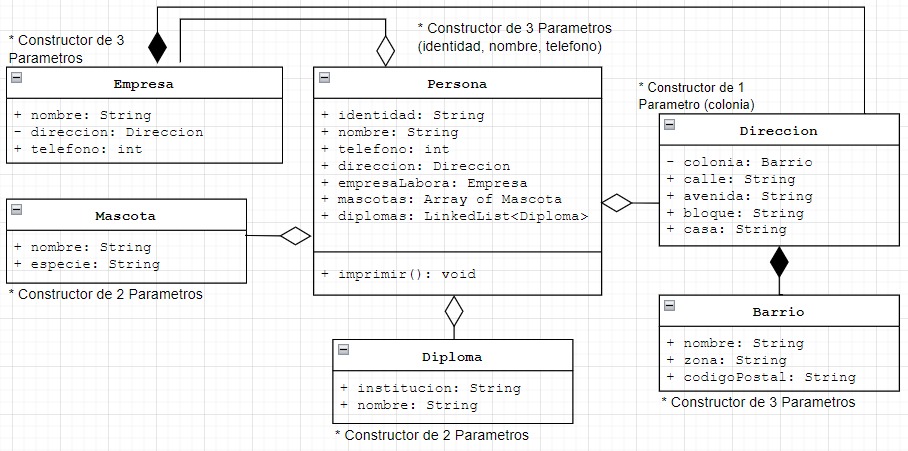 * Constructor de 3
Parametros
Empresa
+ nombre: String
- direccion: Direccion
+ telefono: int
* Constructor de 3 Parametros
(identidad, nombre, telefono)
Persona
+ identidad: String
+ nombre: String
+ telefono: int
+ direccion: Direccion
+ empresaLabora: Empresa
+ mascotas: Array of Mascota
+ diplomas: LinkedList<Diploma>
+ imprimir(): void
* Constructor de 1
Parametro (colonia)
Direccion
- colonia: Barrio
+ calle: String
+ avenida: String
+ bloque: String
+ casa: String
Mascota
+ nombre: String
+ especie: String
* Constructor de 2 Parametros
Diploma
+ institucion: String
+ nombre: String
* Constructor de 2 Parametros
Barrio
+ nombre: String
+ zona: String
+ codigoPostal: String
* Constructor de 3 Parametros